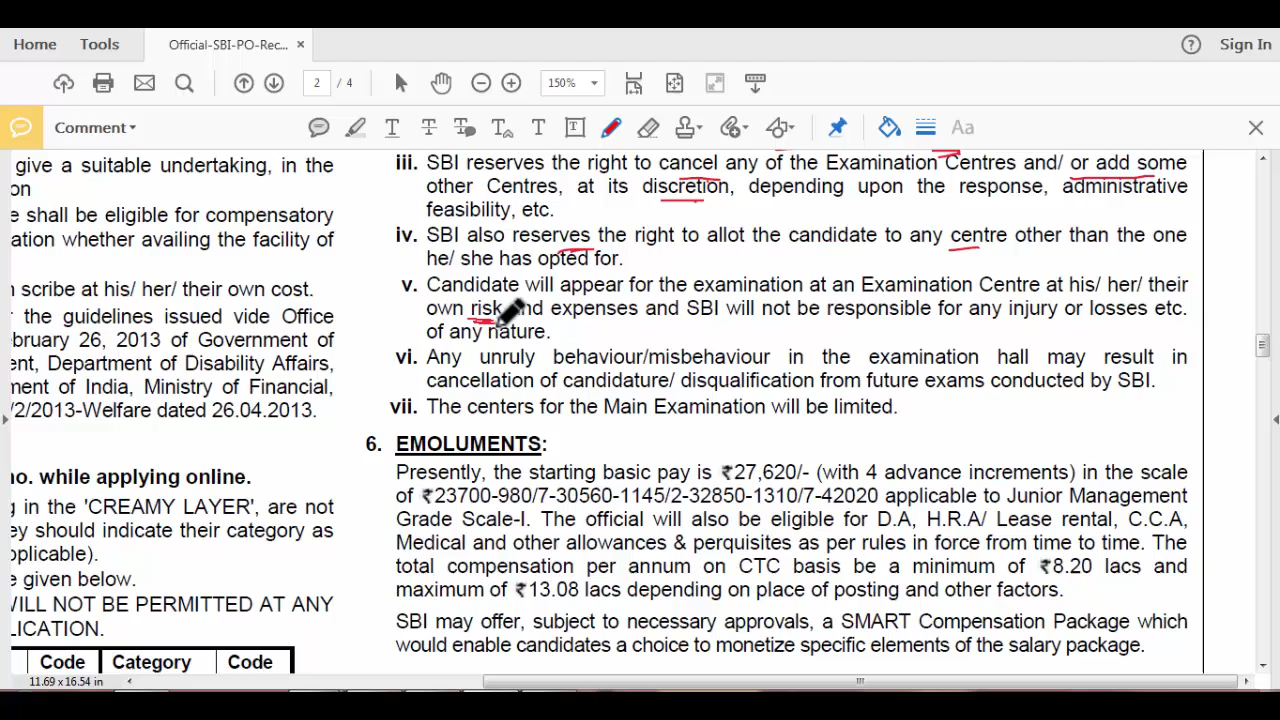 Home Tools Official-SBI-PO-Rec... × Sign In
2 / 4 150%
Comment
give a suitable undertaking, in the
on
e shall be eligible for compensatory
ation whether availing the facility of
n scribe at his/ her/ their own cost.
r the guidelines issued vide Office
ebruary 26, 2013 of Government of
ent, Department of Disability Affairs,
ment of India, Ministry of Financial,
/2/2013-Welfare dated 26.04.2013.
no. while applying online.
g in the 'CREAMY LAYER', are not
ey should indicate their category as
oplicable).
e given below.
WILL NOT BE PERMITTED AT ANY
LICATION.
Code Category Code
iii. SBI reserves the right to cancel any of the Examination Centres and/ or add some
other Centres, at its discretion, depending upon the response, administrative
feasibility, etc.
iv. SBI also reserves the right to allot the candidate to any centre other than the one
he/ she has opted for.
v. Candidate will appear for the examination at an Examination Centre at his/ her/ their
own risk and expenses and SBI will not be responsible for any injury or losses etc.
of any nature.
vi. Any unruly behaviour/misbehaviour in the examination hall may result in
cancellation of candidature/ disqualification from future exams conducted by SBI.
vii. The centers for the Main Examination will be limited.
6. EMOLUMENTS:
Presently, the starting basic pay is ₹27,620/- (with 4 advance increments) in the scale
of ₹23700-980/7-30560-1145/2-32850-1310/7-42020 applicable to Junior Management
Grade Scale-I. The official will also be eligible for D.A, H.R.A/ Lease rental, C.C.A,
Medical and other allowances & perquisites as per rules in force from time to time. The
total compensation per annum on CTC basis be a minimum of ₹8.20 lacs and
maximum of ₹13.08 lacs depending on place of posting and other factors.
SBI may offer, subject to necessary approvals, a SMART Compensation Package which
would enable candidates a choice to monetize specific elements of the salary package.
11.69 x 16.54 in